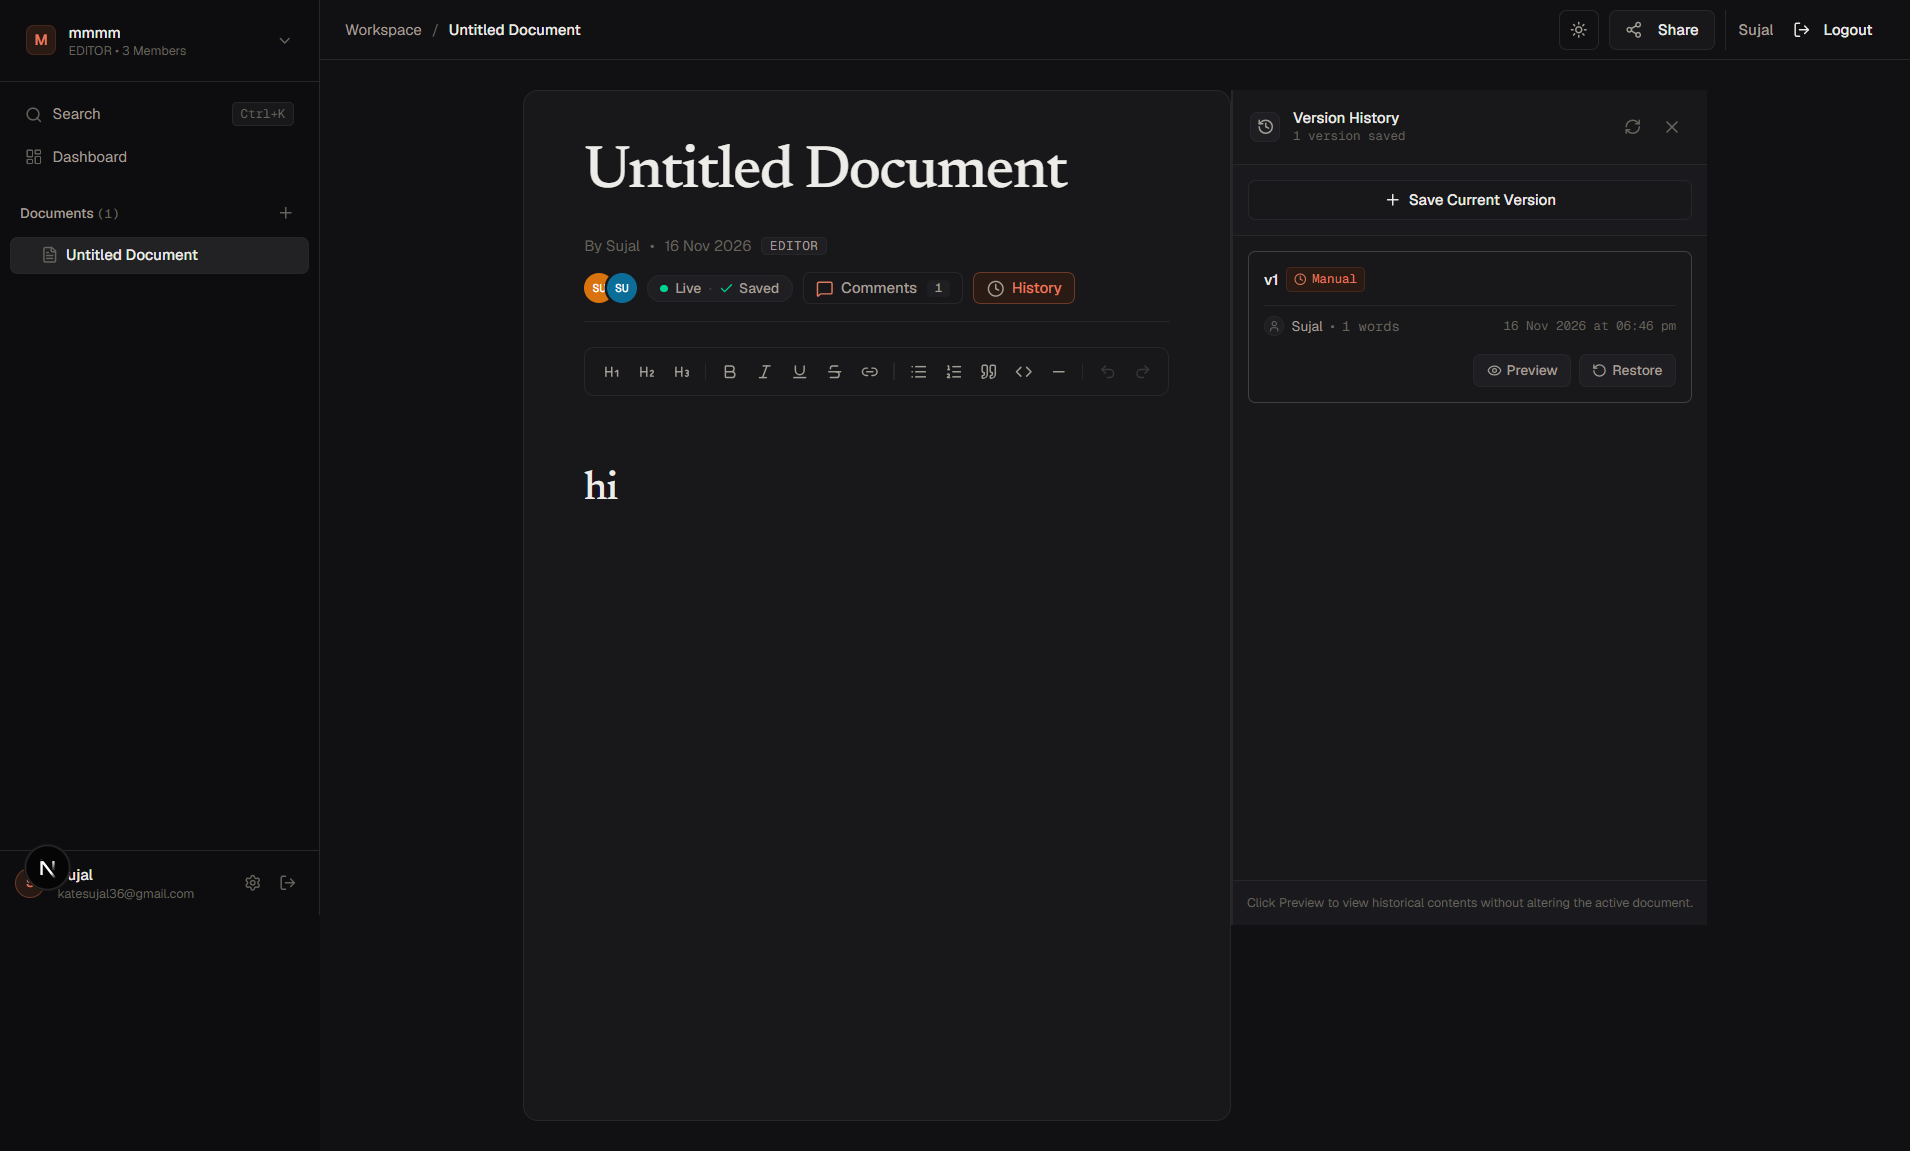 M
mmmm
EDITOR • 3 Members
Search
Ctrl+K
Dashboard
Documents (1)
Untitled Document
N
ujal
katesujal36@gmail.com
Workspace / Untitled Document
Share
Sujal
Logout
Untitled Document
By Sujal • 16 Nov 2026 EDITOR
SU SU Live · Saved
Comments 1
History
H1 H2 H3 B I U S
hi
Version History
1 version saved
+ Save Current Version
v1 Manual
Sujal • 1 words
16 Nov 2026 at 06:46 pm
Preview
Restore
Click Preview to view historical contents without altering the active document.